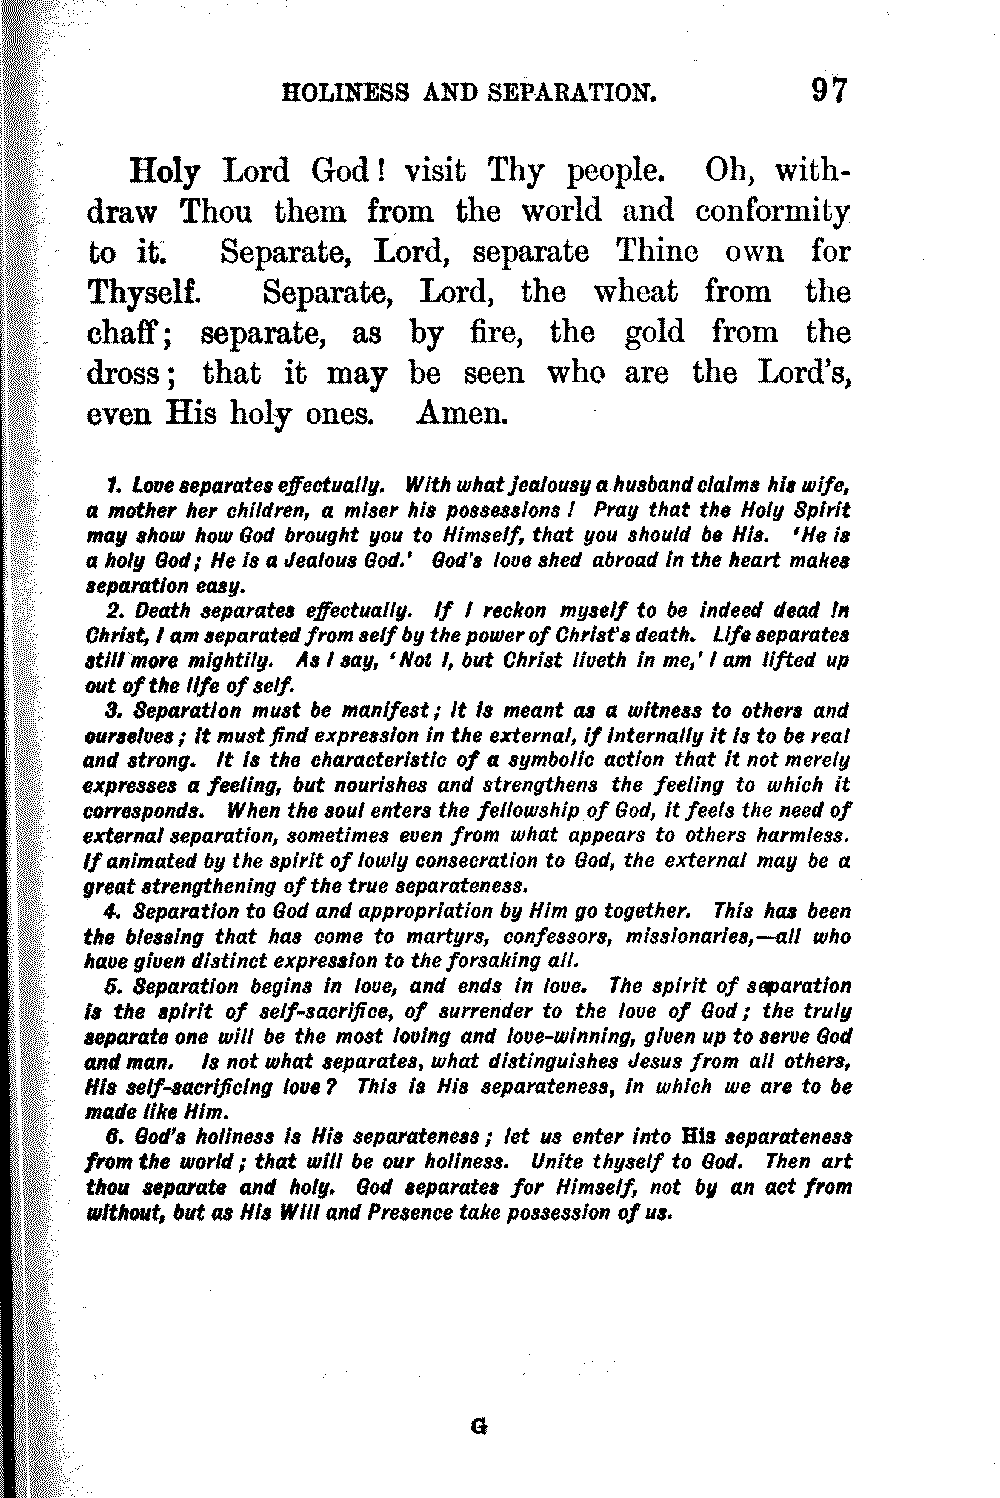 HOLINESS AND SEPARATION. 97
Holy Lord God! visit Thy people. Oh, with-
draw Thou them from the world and conformity
to it. Separate, Lord, separate Thine own for
Thyself. Separate, Lord, the wheat from the
chaff; separate, as by fire, the gold from the
dross; that it may be seen who are the Lord's,
even His holy ones. Amen.
1. Love separates effectually. With what jealousy a husband claims his wife,
a mother her children, a miser his possessions! Pray that the Holy Spirit
may show how God brought you to Himself, that you should be His. 'He is
a holy God; He is a Jealous God.' God's love shed abroad in the heart makes
separation easy.
2. Death separates effectually. If I reckon myself to be indeed dead in
Christ, I am separated from self by the power of Christ's death. Life separates
still more mightily. As I say, 'Not I, but Christ liveth in me,' I am lifted up
out of the life of self.
3. Separation must be manifest; it is meant as a witness to others and
ourselves; it must find expression in the external, if internally it is to be real
and strong. It is the characteristic of a symbolic action that it not merely
expresses a feeling, but nourishes and strengthens the feeling to which it
corresponds. When the soul enters the fellowship of God, it feels the need of
external separation, sometimes even from what appears to others harmless.
If animated by the spirit of lowly consecration to God, the external may be a
great strengthening of the true separateness.
4. Separation to God and appropriation by Him go together. This has been
the blessing that has come to martyrs, confessors, missionaries,—all who
have given distinct expression to the forsaking all.
5. Separation begins in love, and ends in love. The spirit of separation
is the spirit of self-sacrifice, of surrender to the love of God; the truly
separate one will be the most loving and love-winning, given up to serve God
and man. Is not what separates, what distinguishes Jesus from all others,
His self-sacrificing love? This is His separateness, in which we are to be
made like Him.
6. God's holiness is His separateness; let us enter into His separateness
from the world; that will be our holiness. Unite thyself to God. Then art
thou separate and holy. God separates for Himself, not by an act from
without, but as His Will and Presence take possession of us.
G